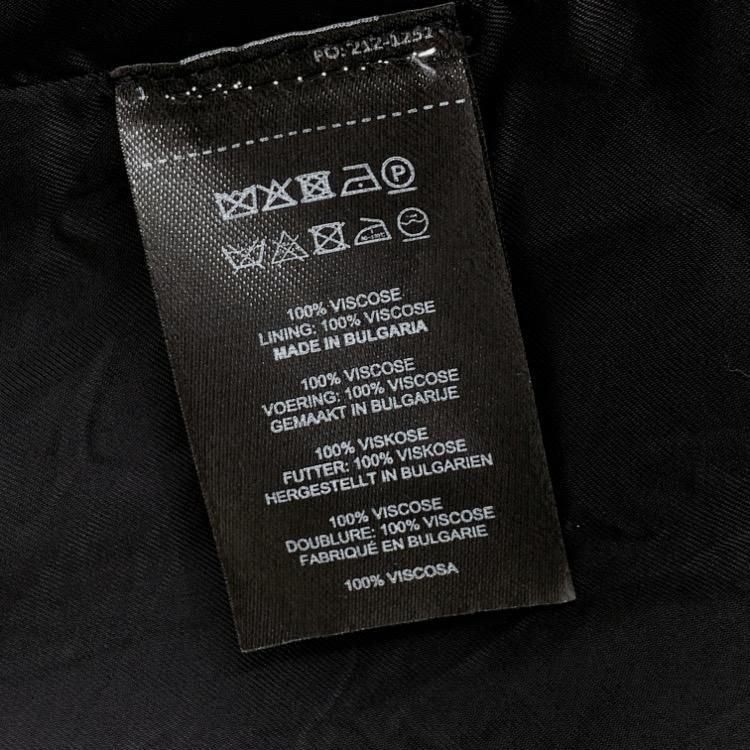 PO: 212-1251
P
100% VISCOSE
LINING: 100% VISCOSE
MADE IN BULGARIA
100% VISCOSE
VOERING: 100% VISCOSE
GEMAAKT IN BULGARIJE
100% VISKOSE
FUTTER: 100% VISKOSE
HERGESTELLT IN BULGARIEN
100% VISCOSE
DOUBLURE: 100% VISCOSE
FABRIQUÉ EN BULGARIE
100% VISCOSA